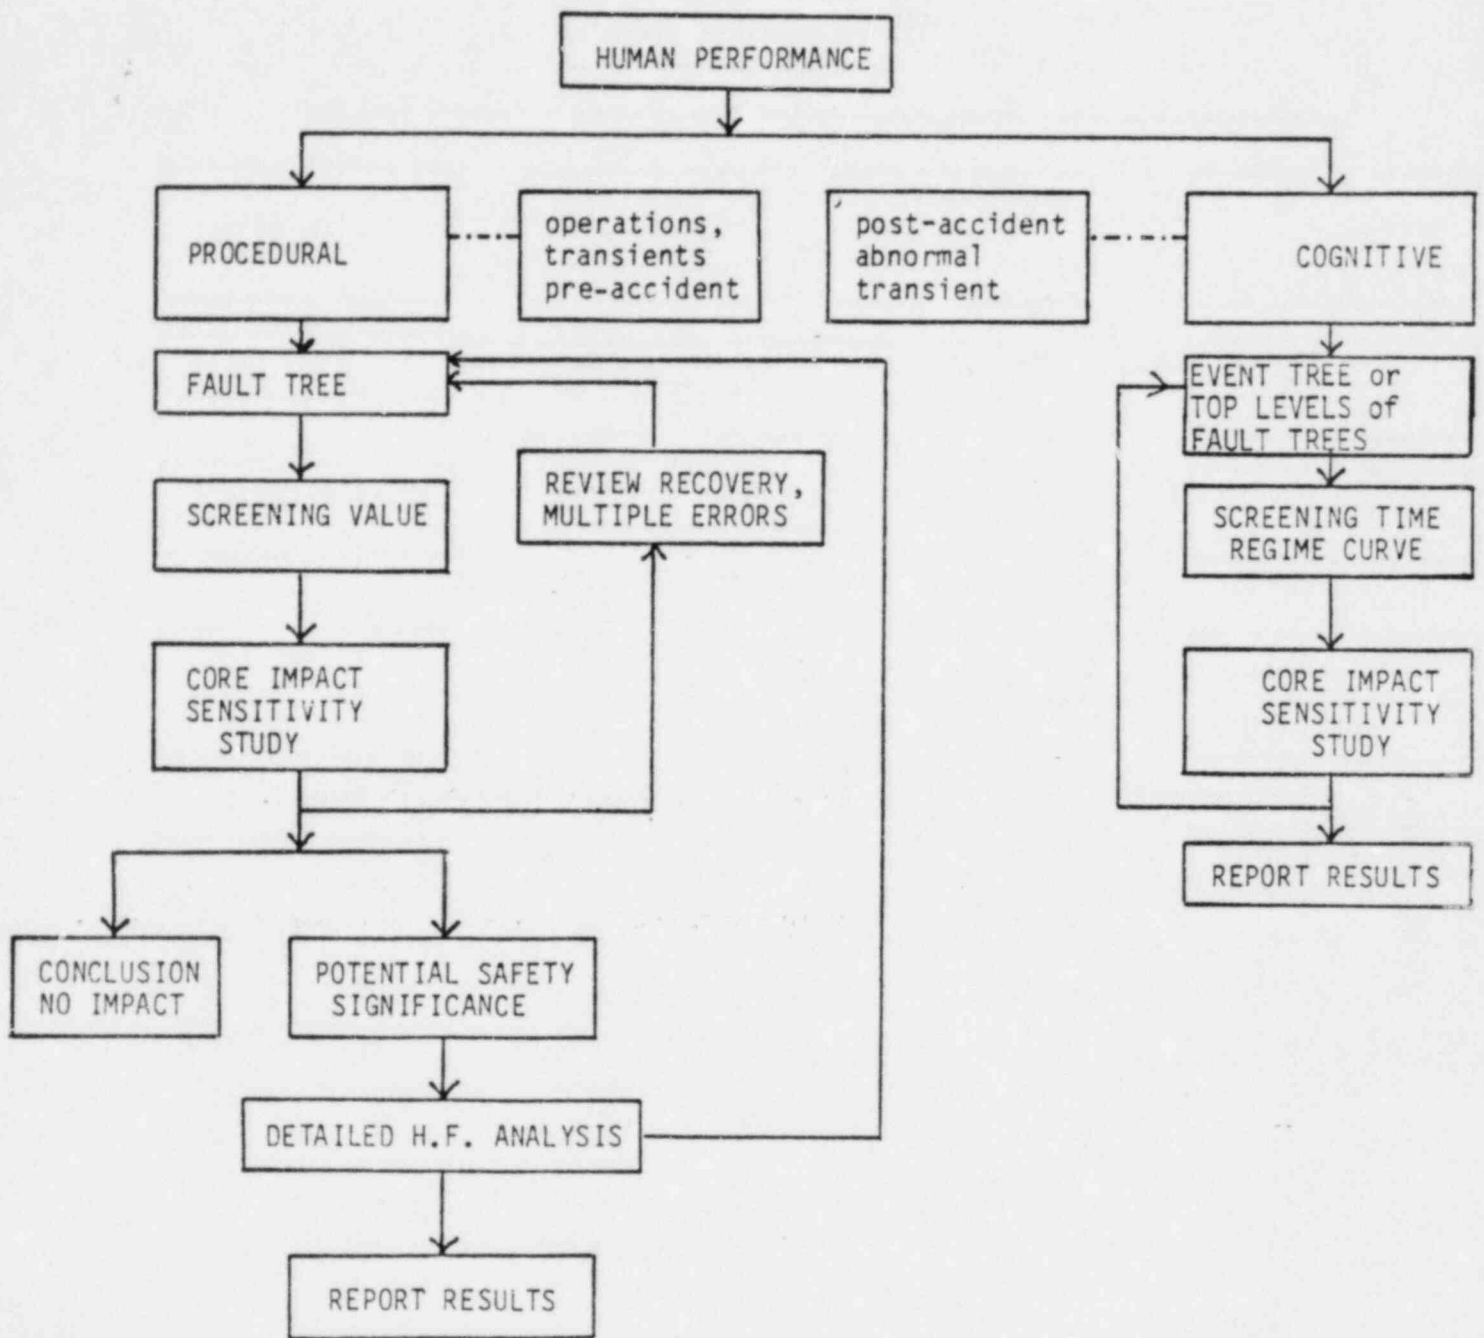 HUMAN PERFORMANCE
PROCEDURAL
operations,
transients
pre-accident
post-accident
abnormal
transient
COGNITIVE
FAULT TREE
EVENT TREE or
TOP LEVELS of
FAULT TREES
SCREENING VALUE
REVIEW RECOVERY,
MULTIPLE ERRORS
SCREENING TIME
REGIME CURVE
CORE IMPACT
SENSITIVITY
STUDY
CORE IMPACT
SENSITIVITY
STUDY
REPORT RESULTS
CONCLUSION
NO IMPACT
POTENTIAL SAFETY
SIGNIFICANCE
DETAILED H.F. ANALYSIS
REPORT RESULTS